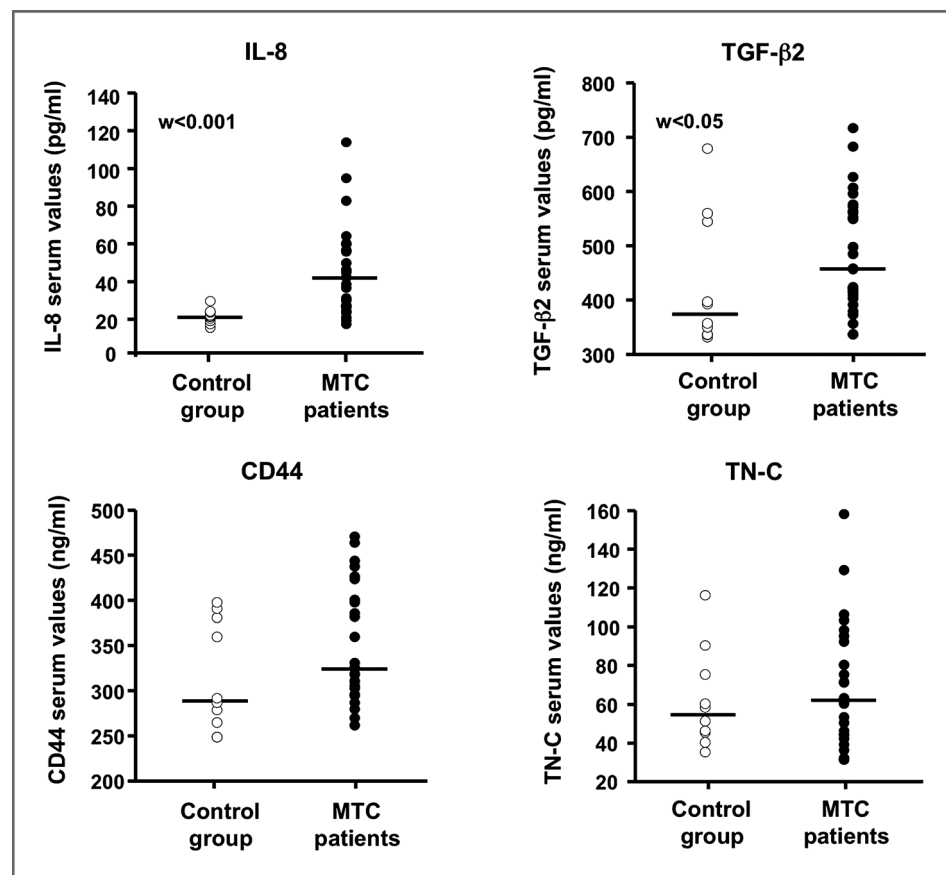 IL-8
IL-8 serum values (pg/ml)
140
120
100
80
60
40
20
0
w<0.001
Control group
MTC patients
TGF-β2
TGF-β2 serum values (pg/ml)
800
700
600
500
400
300
w<0.05
Control group
MTC patients
CD44
CD44 serum values (ng/ml)
500
450
400
350
300
250
200
Control group
MTC patients
TN-C
TN-C serum values (ng/ml)
160
140
120
100
80
60
40
20
Control group
MTC patients